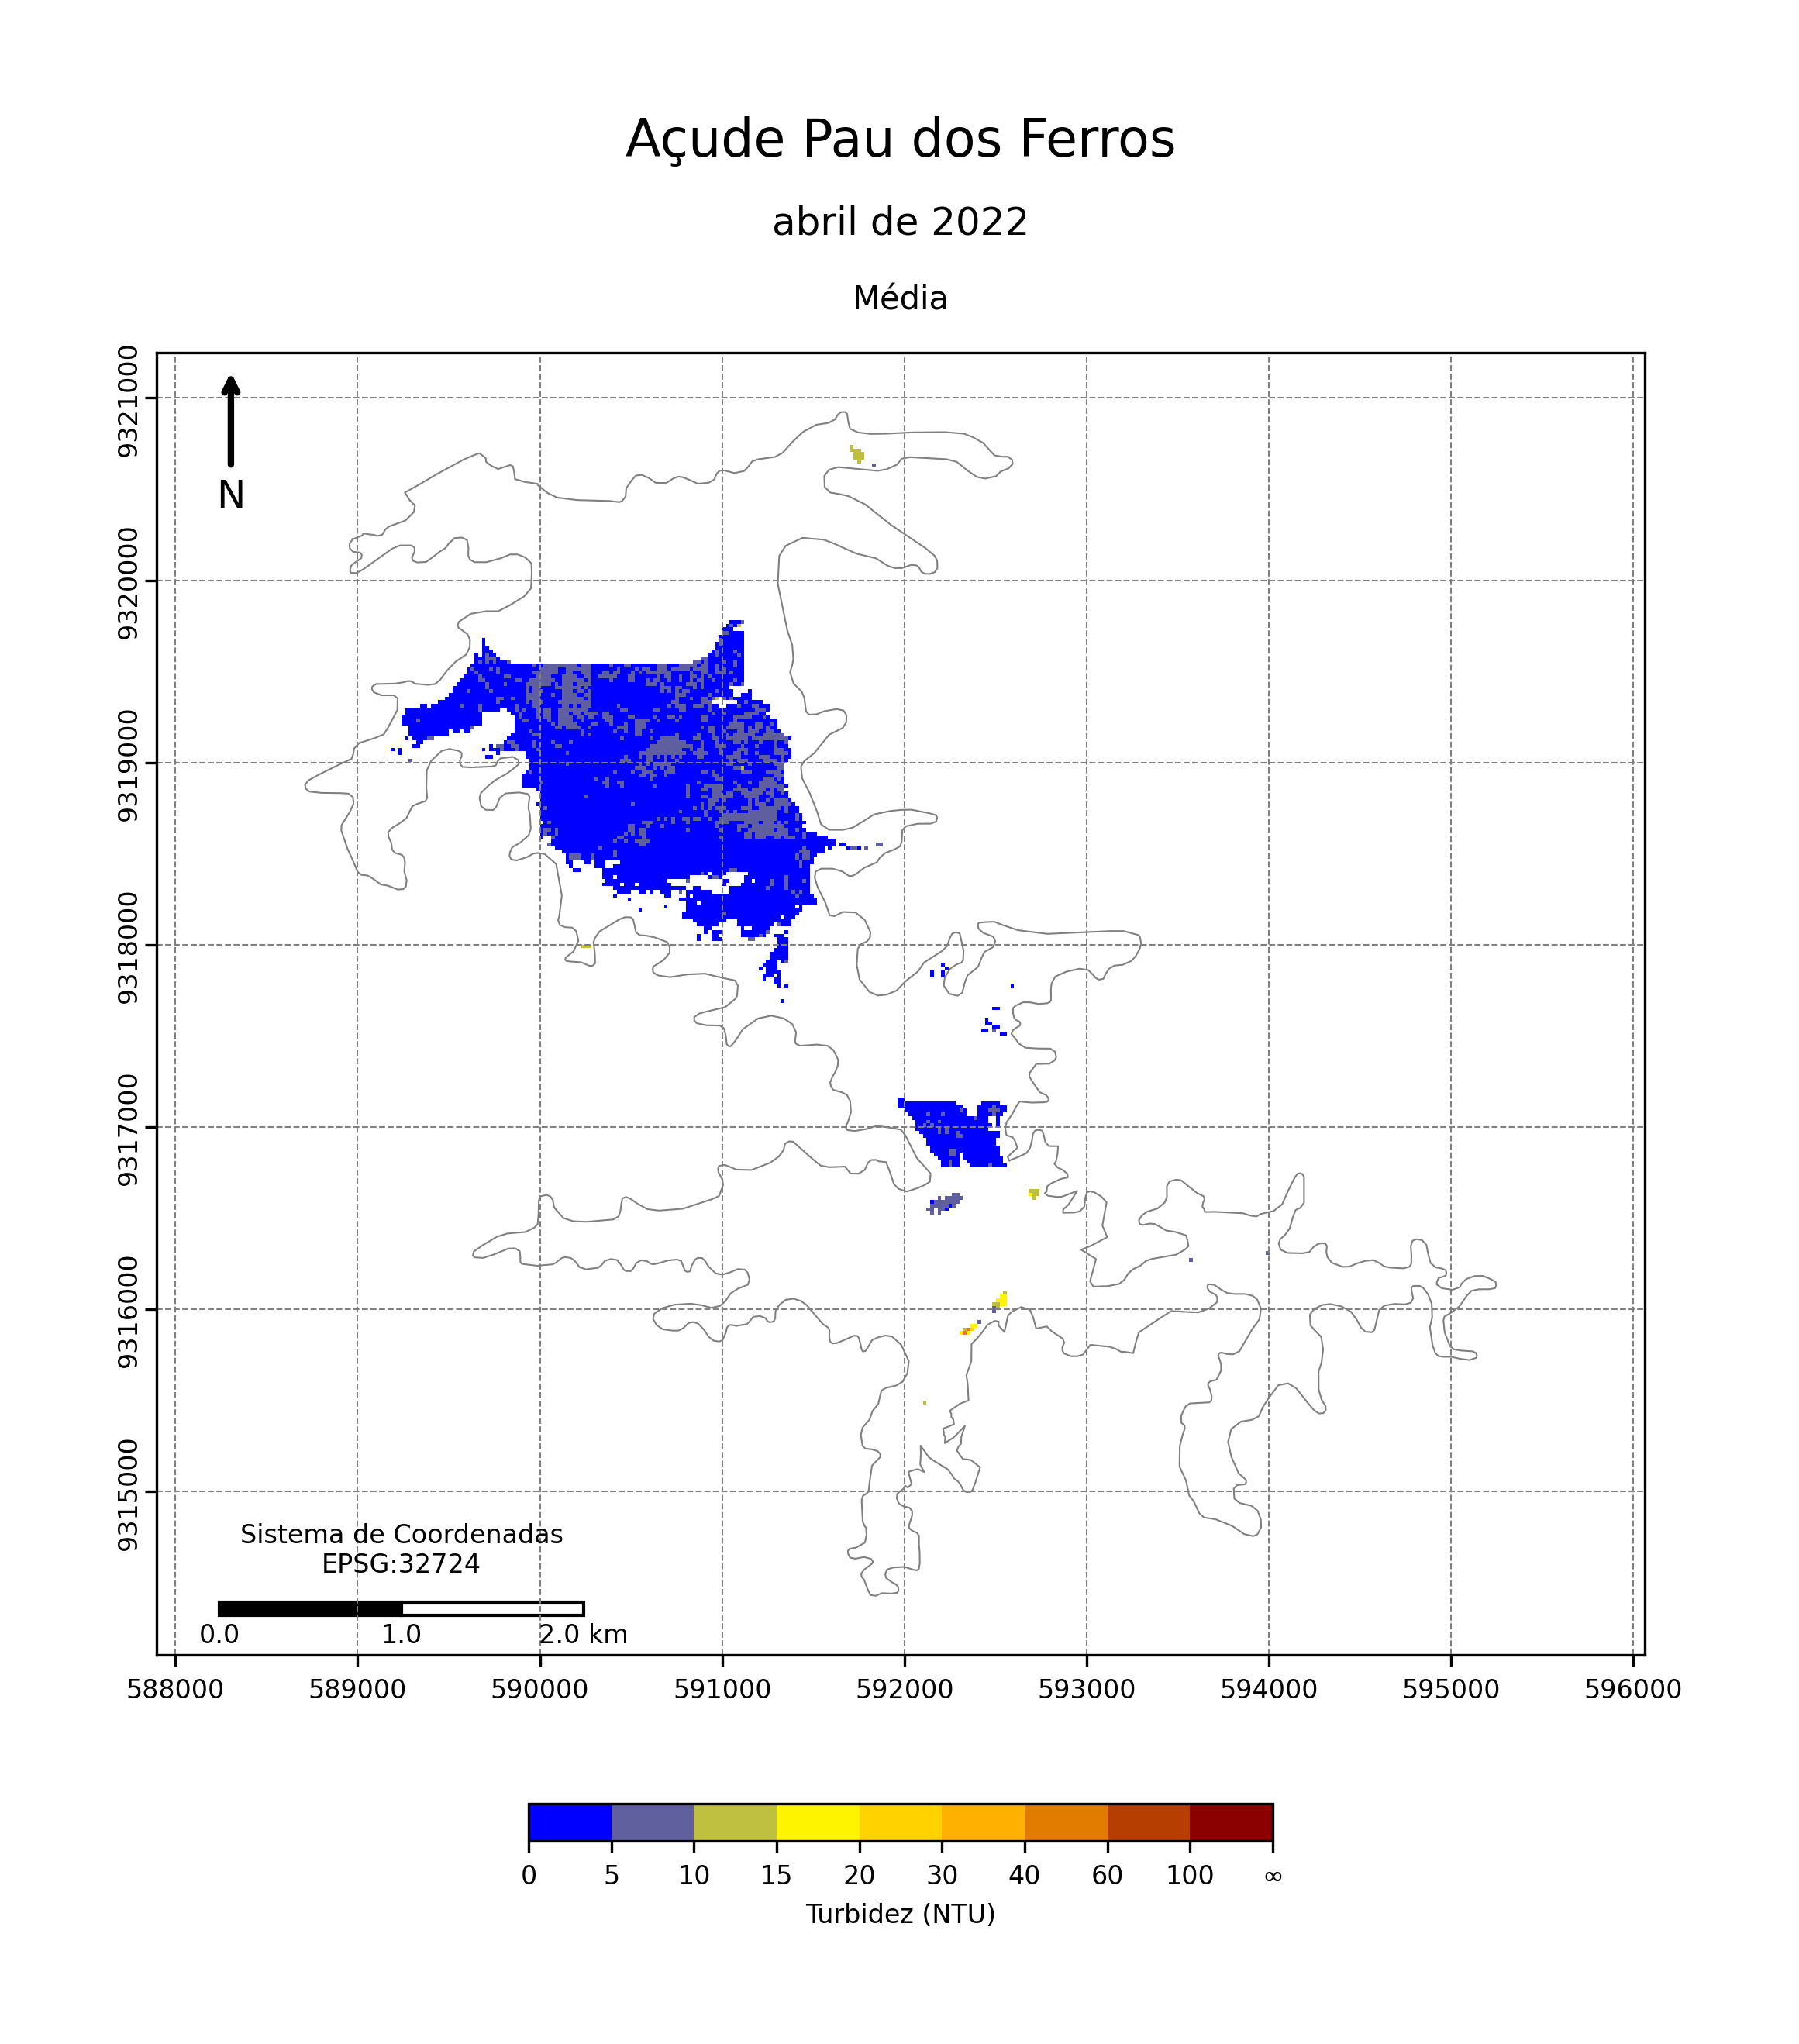 Açude Pau dos Ferros
abril de 2022
Média
9321000
9320000
9319000
9318000
9317000
9316000
9315000
N
Sistema de Coordenadas
EPSG:32724
0.0 1.0 2.0 km
588000 589000 590000 591000 592000 593000 594000 595000 596000
0 5 10 15 20 30 40 60 100 ∞
Turbidez (NTU)